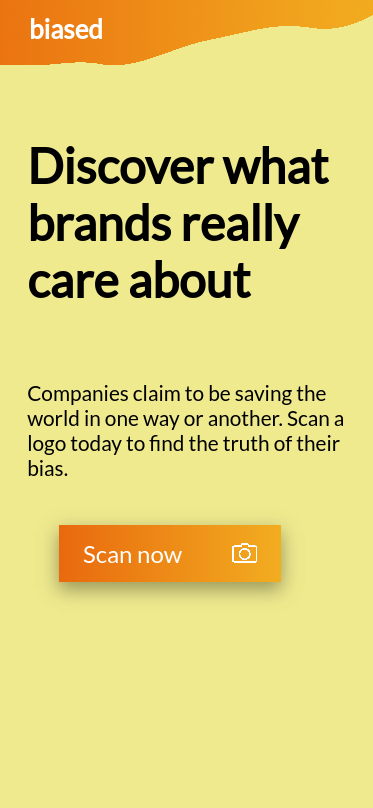 biased
Discover what
brands really
care about
Companies claim to be saving the
world in one way or another. Scan a
logo today to find the truth of their
bias.
Scan now